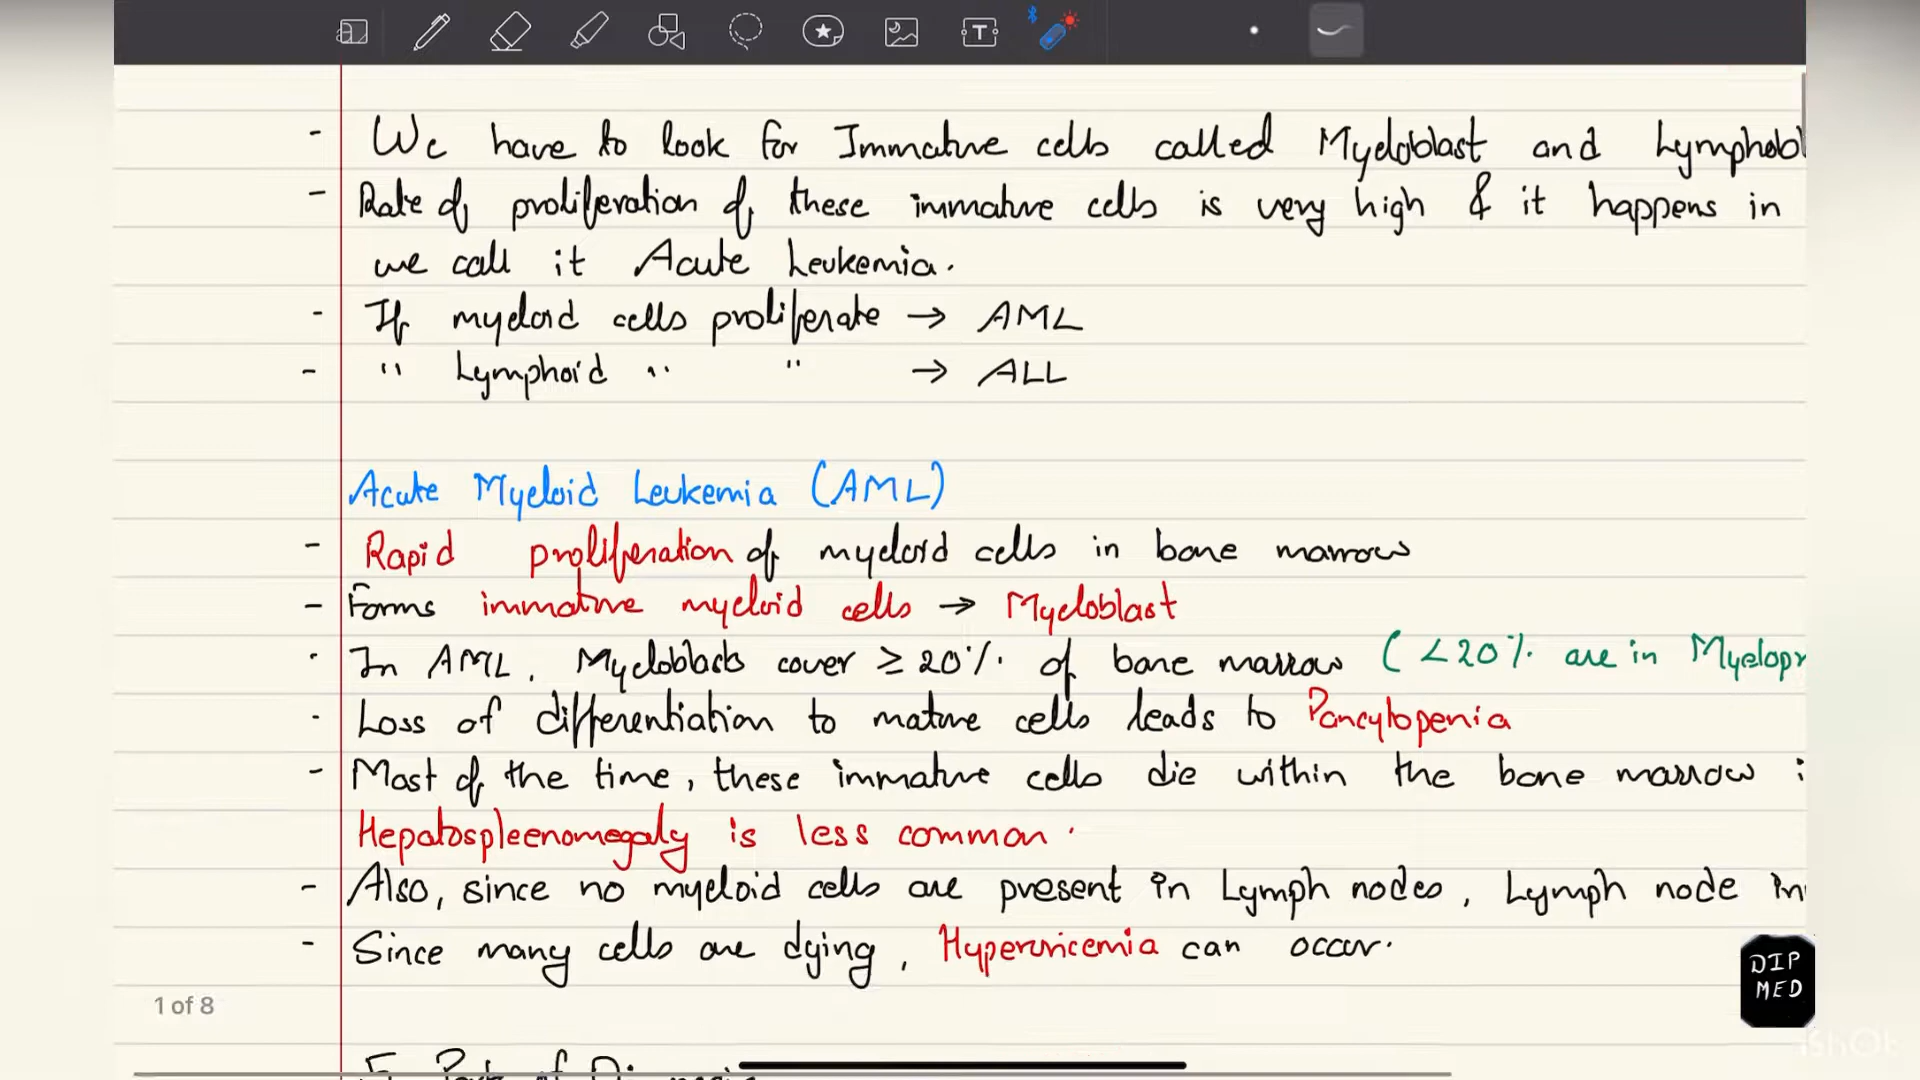 - We have to look for Immature cells called Myeloblast and Lymphobl
- Rate of proliferation of these immature cells is very high & it happens in
we call it Acute Leukemia.
- If myeloid cells proliferate → AML
- " Lymphoid " " → ALL
Acute Myeloid Leukemia (AML)
- Rapid proliferation of myeloid cells in bone marrow
- Forms immature myeloid cells → Myeloblast
- In AML, Myeloblasts cover ≥ 20% of bone marrow (<20% are in Myelopr
- Loss of differentiation to mature cells leads to Pancytopenia
- Most of the time, these immature cells die within the bone marrow :
Hepatospleenomegaly is less common.
- Also, since no myeloid cells are present in Lymph nodes, Lymph node in
- Since many cells are dying, Hyperuricemia can occur.
DIP
MED
1 of 8